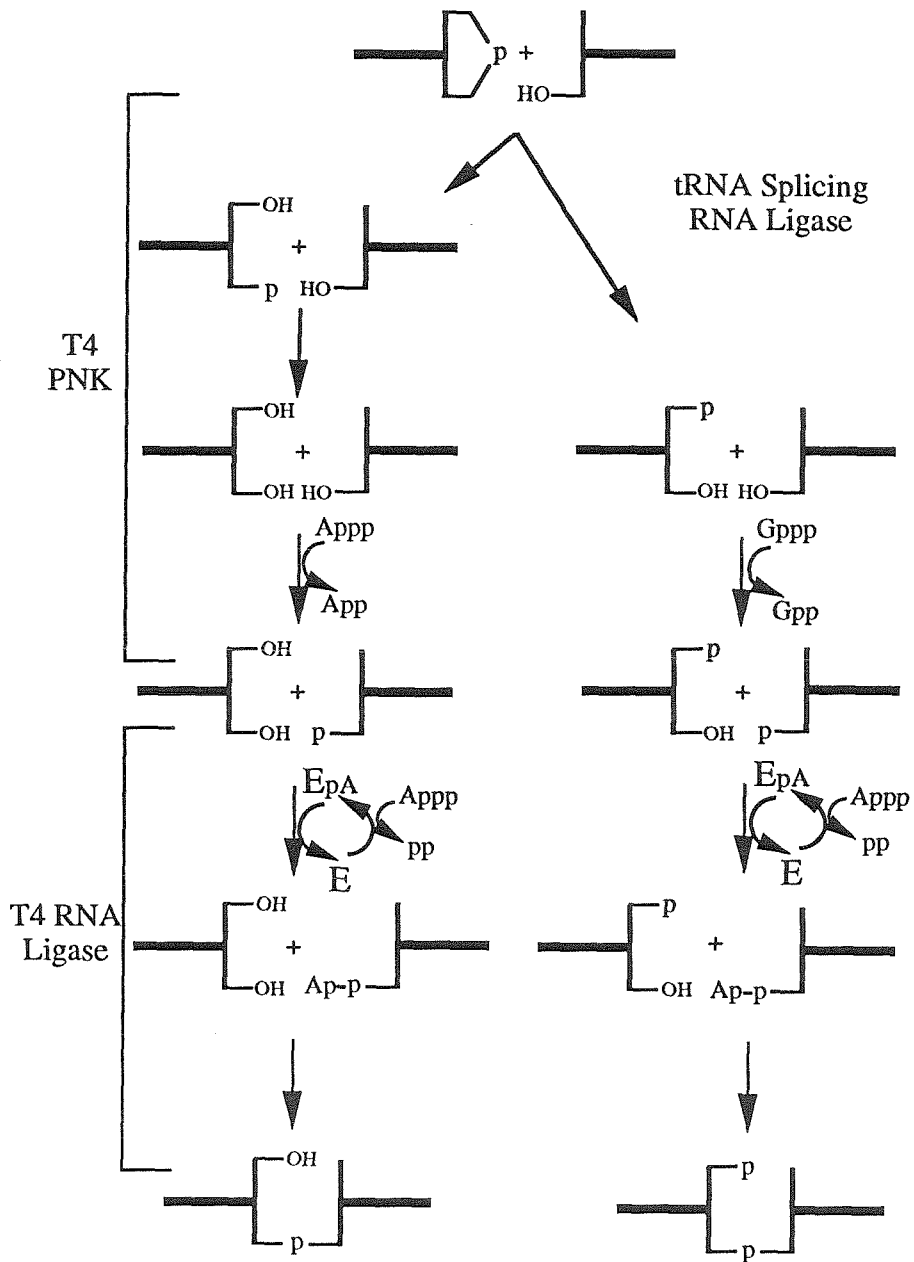 p +
HO
tRNA Splicing
RNA Ligase
OH
+
p HO
T4
PNK
OH
+
OH HO
p
+
OH HO
Appp
App
Gppp
Gpp
OH
+
OH p
p
+
OH p
EpA
Appp
pp
E
EpA
Appp
pp
E
T4 RNA
Ligase
OH
+
OH Ap-p
p
+
OH Ap-p
OH
p
p
p